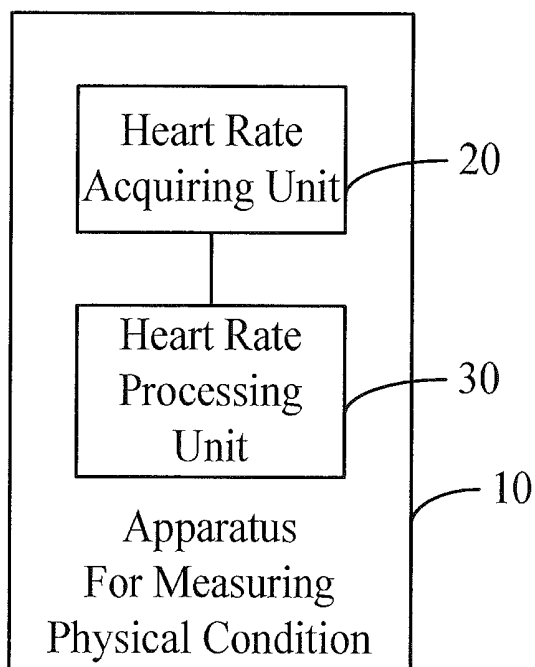 Heart Rate
Acquiring Unit
20
Heart Rate
Processing
Unit
30
10
Apparatus
For Measuring
Physical Condition